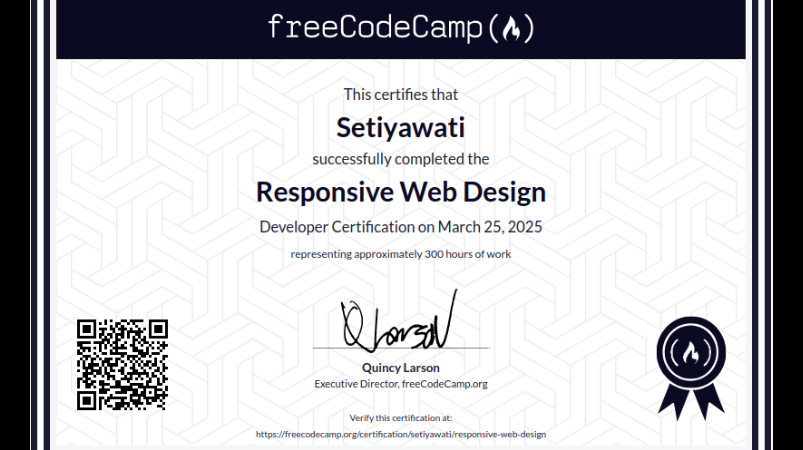 freeCodeCamp
This certifies that
Setiyawati
successfully completed the
Responsive Web Design
Developer Certification on March 25, 2025
representing approximately 300 hours of work
Quincy Larson
Executive Director, freeCodeCamp.org
Verify this certification at:
https://freecodecamp.org/certification/setiyawati/responsive-web-design